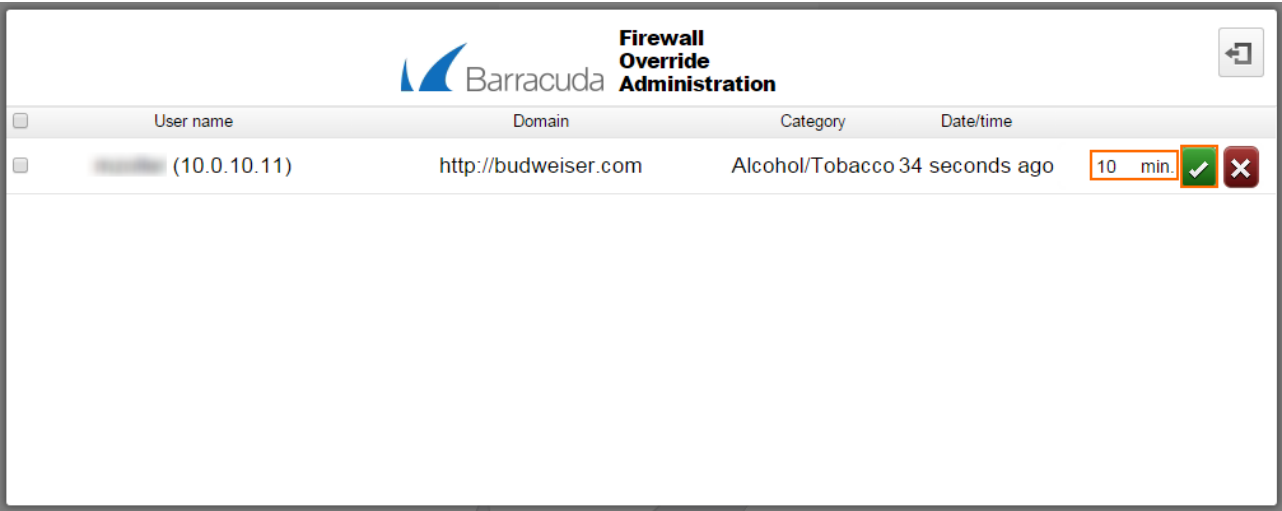 Barracuda
Firewall
Override
Administration
User name Domain Category Date/time
(10.0.10.11) http://budweiser.com Alcohol/Tobacco 34 seconds ago 10 min.